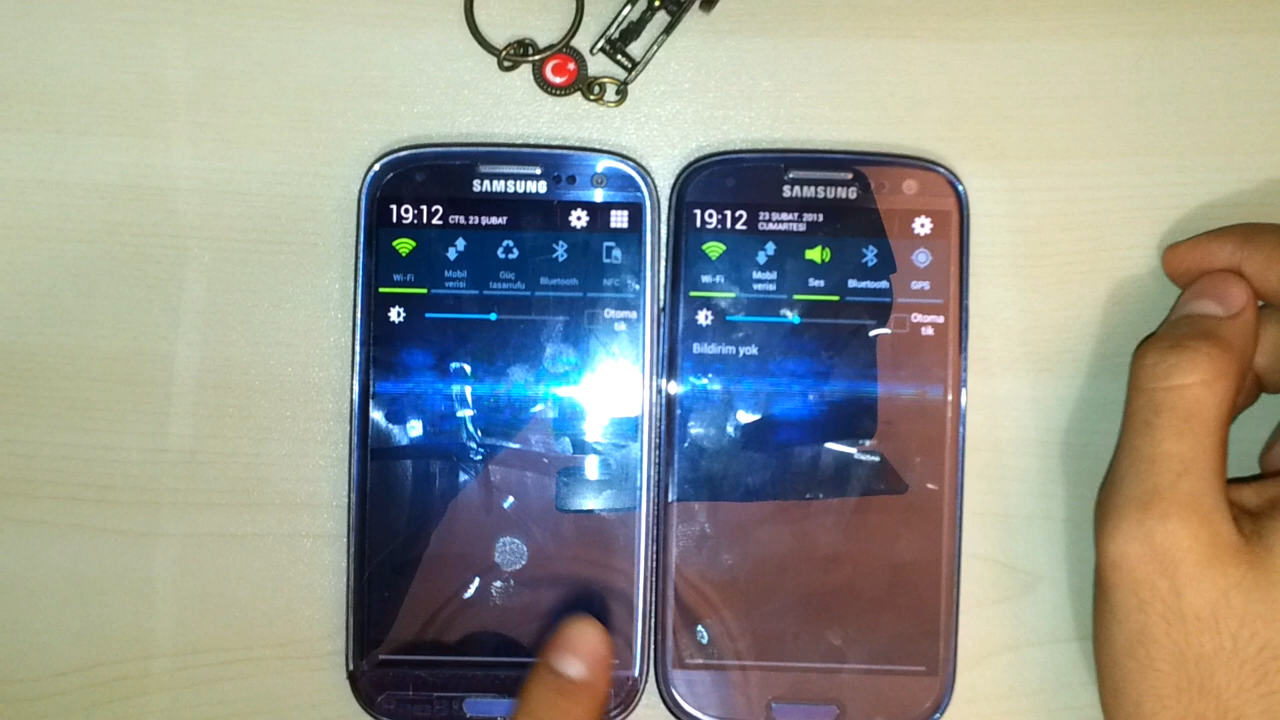 SAMSUNG
19:12 CTS, 23 ŞUBAT
Wi-Fi
Mobil
verisi
Güç
tasarrufu
Bluetooth
NFC
Otoma
tik
SAMSUNG
19:12
23 ŞUBAT, 2013
CUMARTESİ
Wi-Fi
Mobil
verisi
Ses
Bluetooth
GPS
Otoma
tik
Bildirim yok